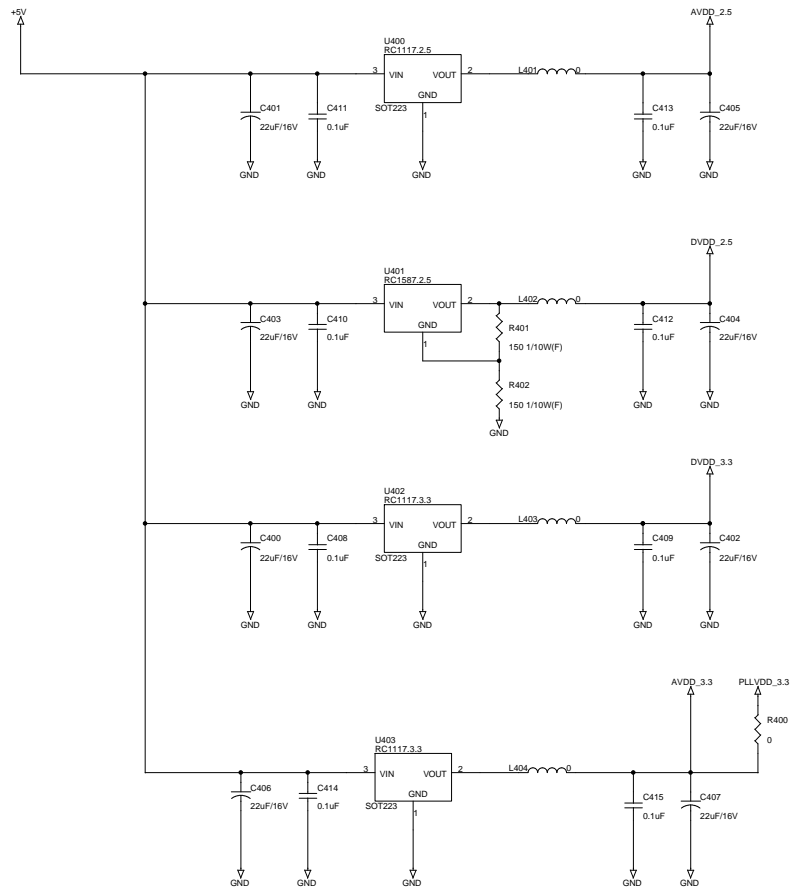 +5V
AVDD_2.5
U400
RC1117.2.5
3 VIN VOUT 2
GND
1
SOT223
L401 0
C401
22uF/16V
C411
0.1uF
C413
0.1uF
C405
22uF/16V
GND GND GND GND GND
DVDD_2.5
U401
RC1587.2.5
3 VIN VOUT 2
GND
1
L402 0
C403
22uF/16V
C410
0.1uF
R401
150 1/10W(F)
R402
150 1/10W(F)
C412
0.1uF
C404
22uF/16V
GND GND GND GND
GND
DVDD_3.3
U402
RC1117.3.3
3 VIN VOUT 2
GND
1
SOT223
L403 0
C400
22uF/16V
C408
0.1uF
C409
0.1uF
C402
22uF/16V
GND GND GND GND GND
AVDD_3.3 PLLVDD_3.3
R400
0
U403
RC1117.3.3
3 VIN VOUT 2
GND
1
SOT223
L404 0
C406
22uF/16V
C414
0.1uF
C415
0.1uF
C407
22uF/16V
GND GND GND GND GND